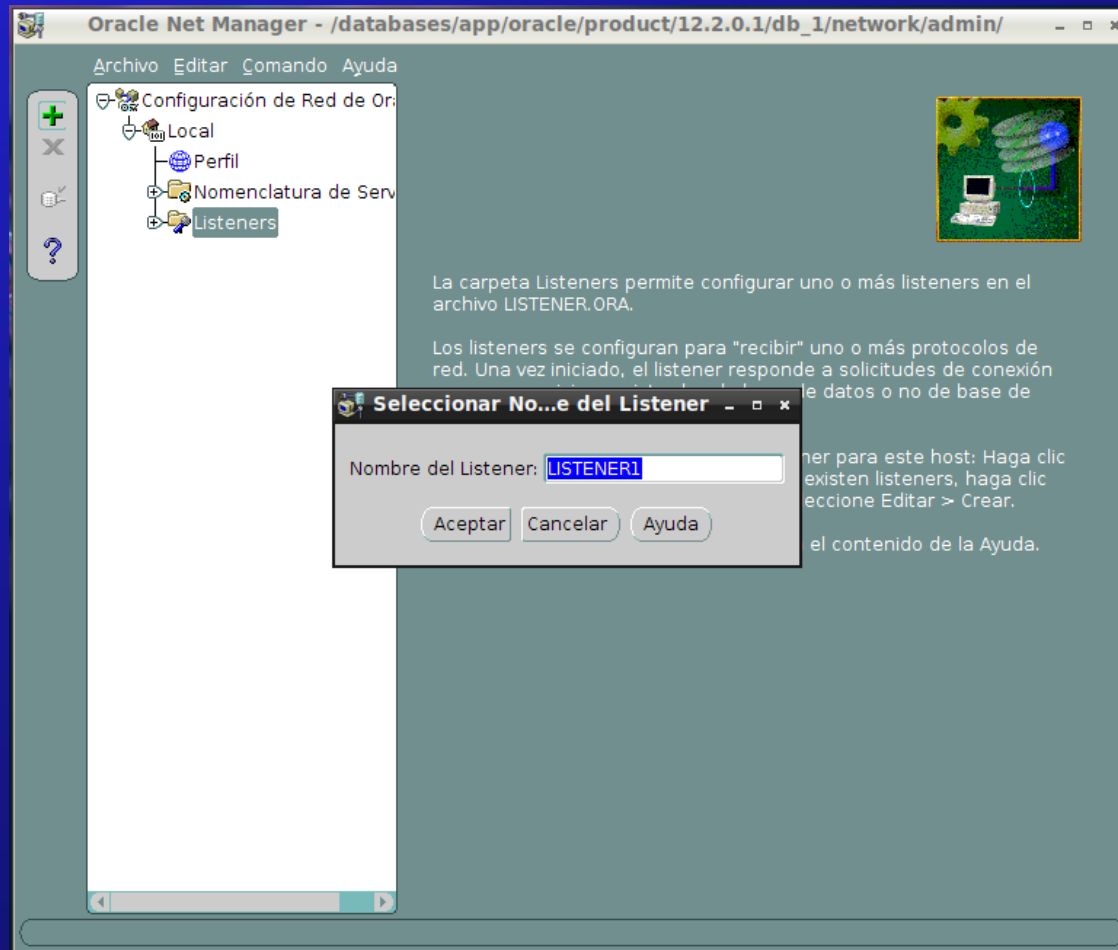 Oracle Net Manager - /databases/app/oracle/product/12.2.0.1/db_1/network/admin/
Archivo Editar Comando Ayuda
Configuración de Red de Or
Local
Perfil
Nomenclatura de Serv
Listeners
La carpeta Listeners permite configurar uno o más listeners en el
archivo LISTENER.ORA.
Los listeners se configuran para "recibir" uno o más protocolos de
red. Una vez iniciado, el listener responde a solicitudes de conexión
de datos o no de base de
Seleccionar No...e del Listener
Nombre del Listener: LISTENER1
Aceptar Cancelar Ayuda
ner para este host: Haga clic
existen listeners, haga clic
eccione Editar > Crear.
el contenido de la Ayuda.